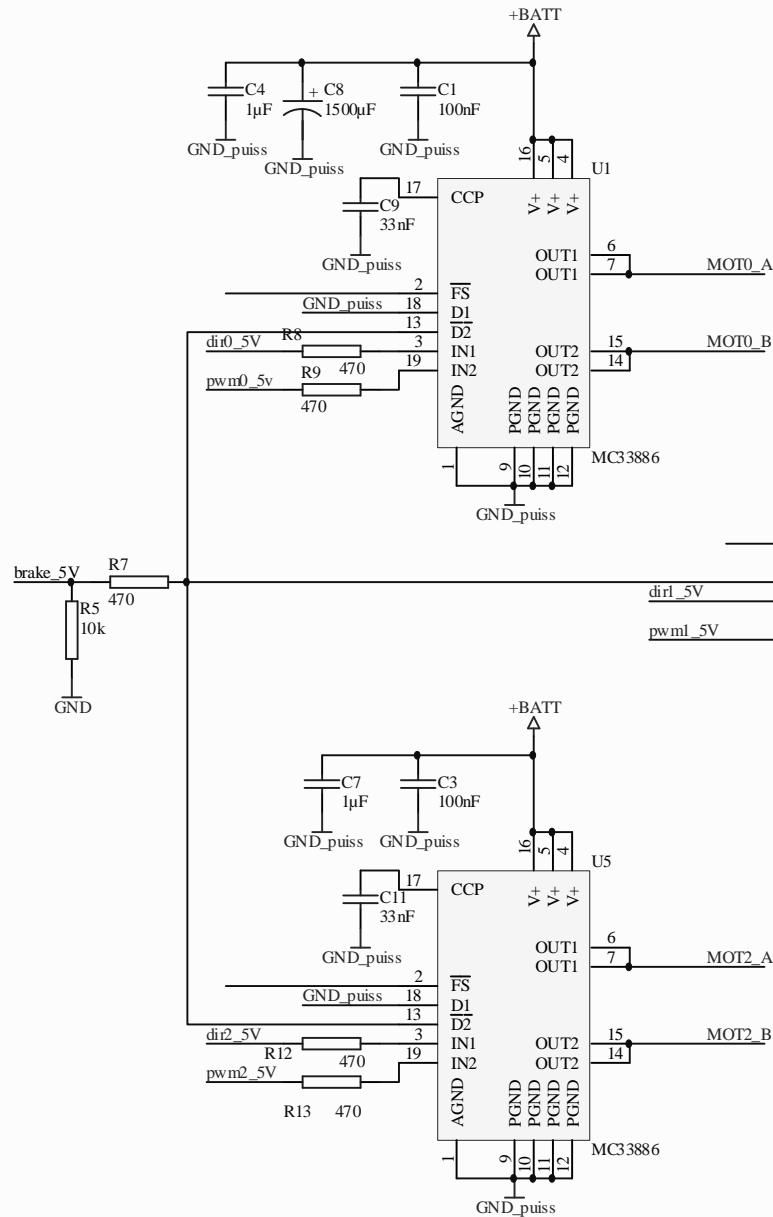 +BATT
C4
1µF
+
C8
1500µF
C1
100nF
GND_puiss
GND_puiss
GND_puiss
16
5
4
U1
17
CCP
V+
V+
V+
C9
33nF
GND_puiss
OUT1
6
OUT1
7
MOT0_A
2
FS
GND_puiss
18
D1
13
D2
dir0_5V
R8
470
3
IN1
OUT2
15
MOT0_B
pwm0_5v
R9
470
19
IN2
OUT2
14
AGND
PGND
PGND
PGND
PGND
1
9
10
11
12
MC33886
GND_puiss
brake_5V
R7
470
R5
10k
GND
dir1_5V
pwm1_5V
+BATT
C7
1µF
C3
100nF
GND_puiss
GND_puiss
16
5
4
U5
17
CCP
V+
V+
V+
C11
33nF
GND_puiss
OUT1
6
OUT1
7
MOT2_A
2
FS
GND_puiss
18
D1
13
D2
dir2_5V
R12
470
3
IN1
OUT2
15
MOT2_B
pwm2_5V
R13
470
19
IN2
OUT2
14
AGND
PGND
PGND
PGND
PGND
1
9
10
11
12
MC33886
GND_puiss